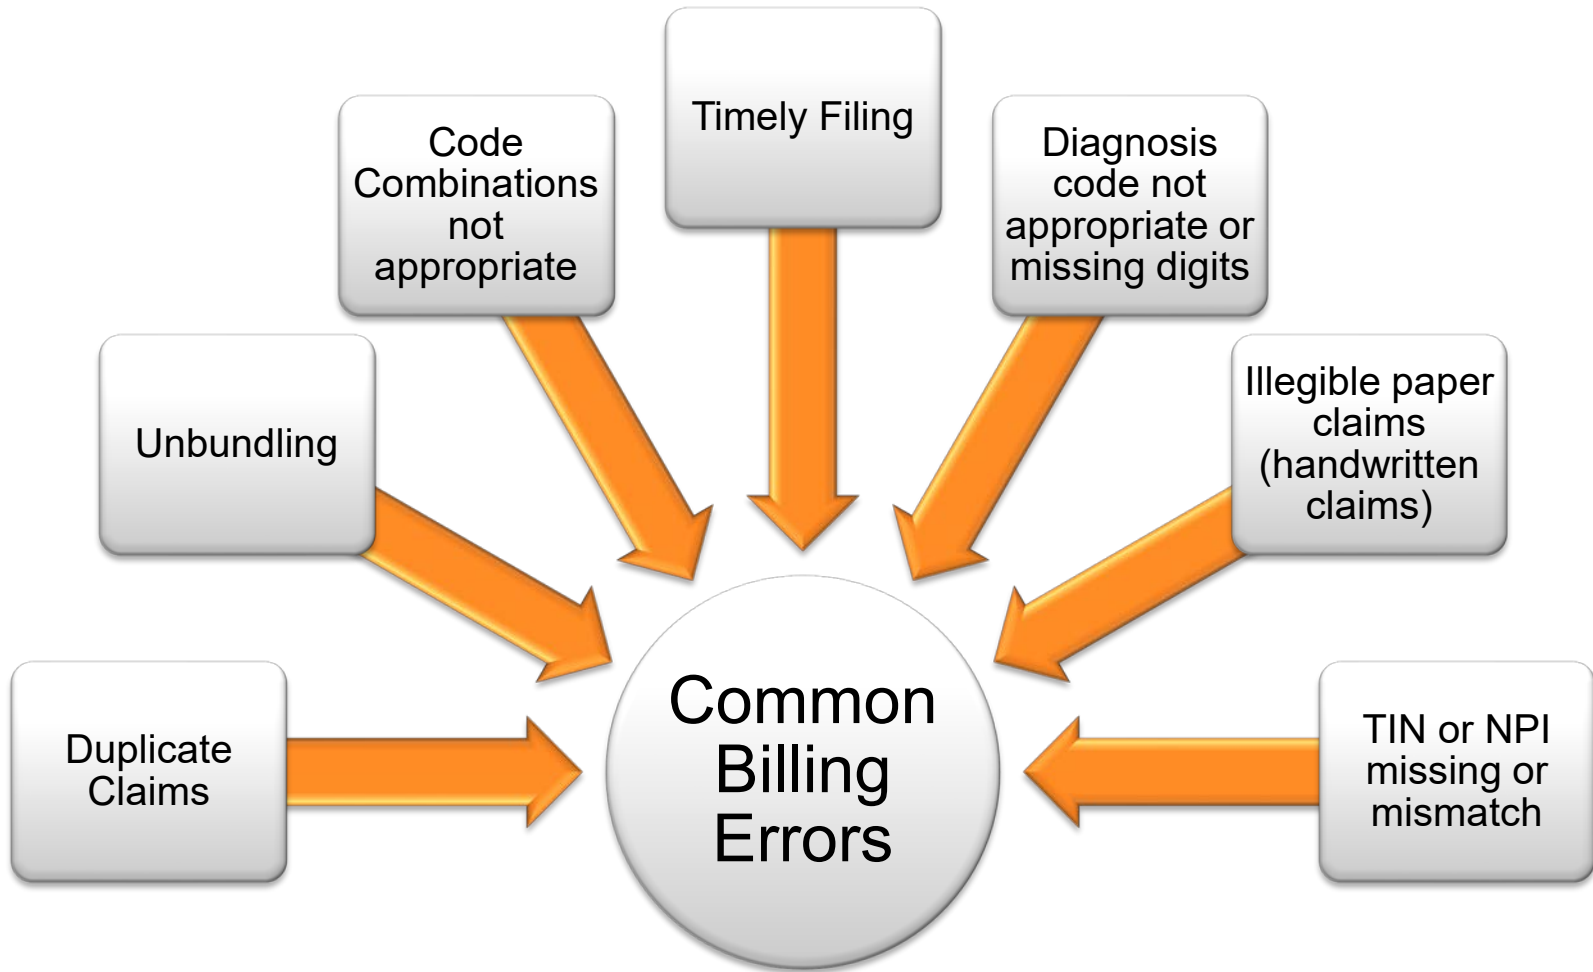 Timely Filing
Code
Combinations
not
appropriate
Diagnosis
code not
appropriate or
missing digits
Unbundling
Illegible paper
claims
(handwritten
claims)
Duplicate
Claims
Common
Billing
Errors
TIN or NPI
missing or
mismatch